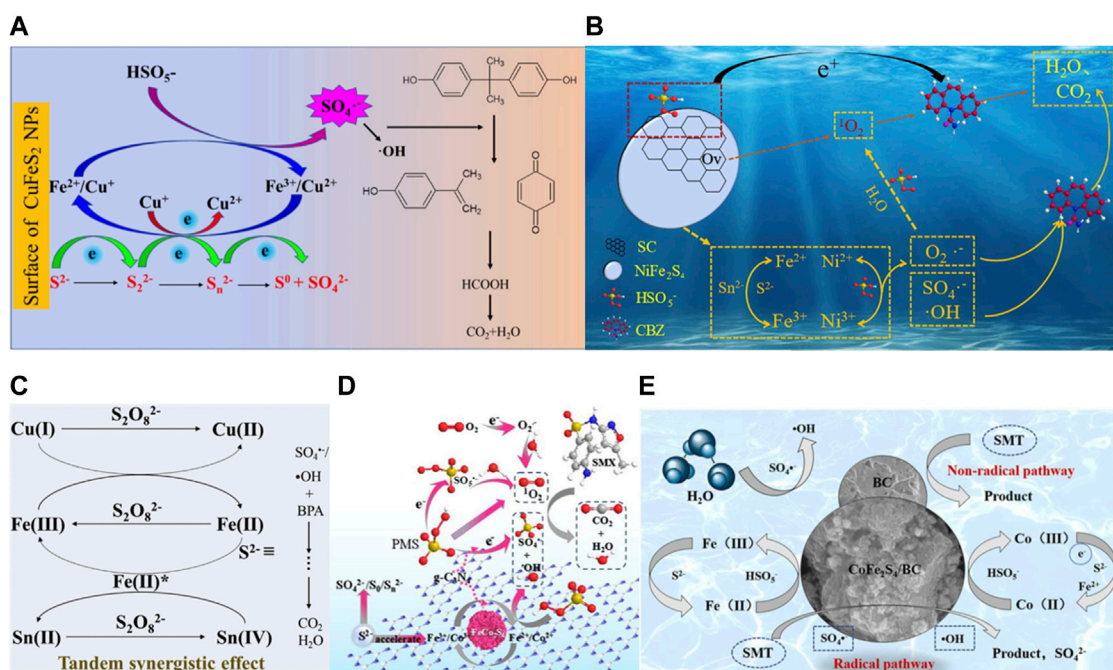 A
Surface of CuFeS₂ NPs
HSO₅-
SO₄·⁻
·OH
Fe²⁺/Cu⁺
Fe³⁺/Cu²⁺
Cu⁺
Cu²⁺
e
e
e
e
S²⁻
S₂²⁻
Sₙ²⁻
S⁰ + SO₄²⁻
HO
CH₃
CH₃
OH
HO
CH₃
CH₂
O
O
HCOOH
CO₂+H₂O
B
e⁺
H₂O、
CO₂
¹O₂
Ov
H₂O
SC
NiFe₂S₄
HSO₅⁻
CBZ
Fe²⁺ Ni²⁺
Sn²⁻ S²⁻
Fe³⁺ Ni³⁺
O₂·⁻
SO₄·⁻
·OH
C
Cu(I)
S₂O₈²⁻
Cu(II)
Fe(III)
S₂O₈²⁻
Fe(II)
S²⁻≡
Fe(II)*
Sn(II)
S₂O₈²⁻
Sn(IV)
SO₄•⁻/
•OH
+
BPA
CO₂
H₂O
Tandem synergistic effect
D
O₂
e⁻
O₂⁻
SMX
SO₅·⁻
¹O₂
e⁻
PMS
e⁻
SO₄·⁻
+
·OH
CO₂
+
H₂O
g-C₃N₄
SO₄²⁻/S₀/Sₙ²⁻
S²⁻
accelerate
Fe³⁺/Co³⁺
FeCo-S
Fe²⁺/Co²⁺
E
•OH
SO₄•⁻
H₂O
BC
SMT
Non-radical pathway
Product
Fe (III)
S²⁻
HSO₅⁻
Fe (II)
CoFe₂S₄/BC
Co (III)
e⁻
S²⁻
HSO₅⁻
Fe²⁺
Co (II)
SMT
SO₄•⁻
•OH
Product, SO₄²⁻
Radical pathway